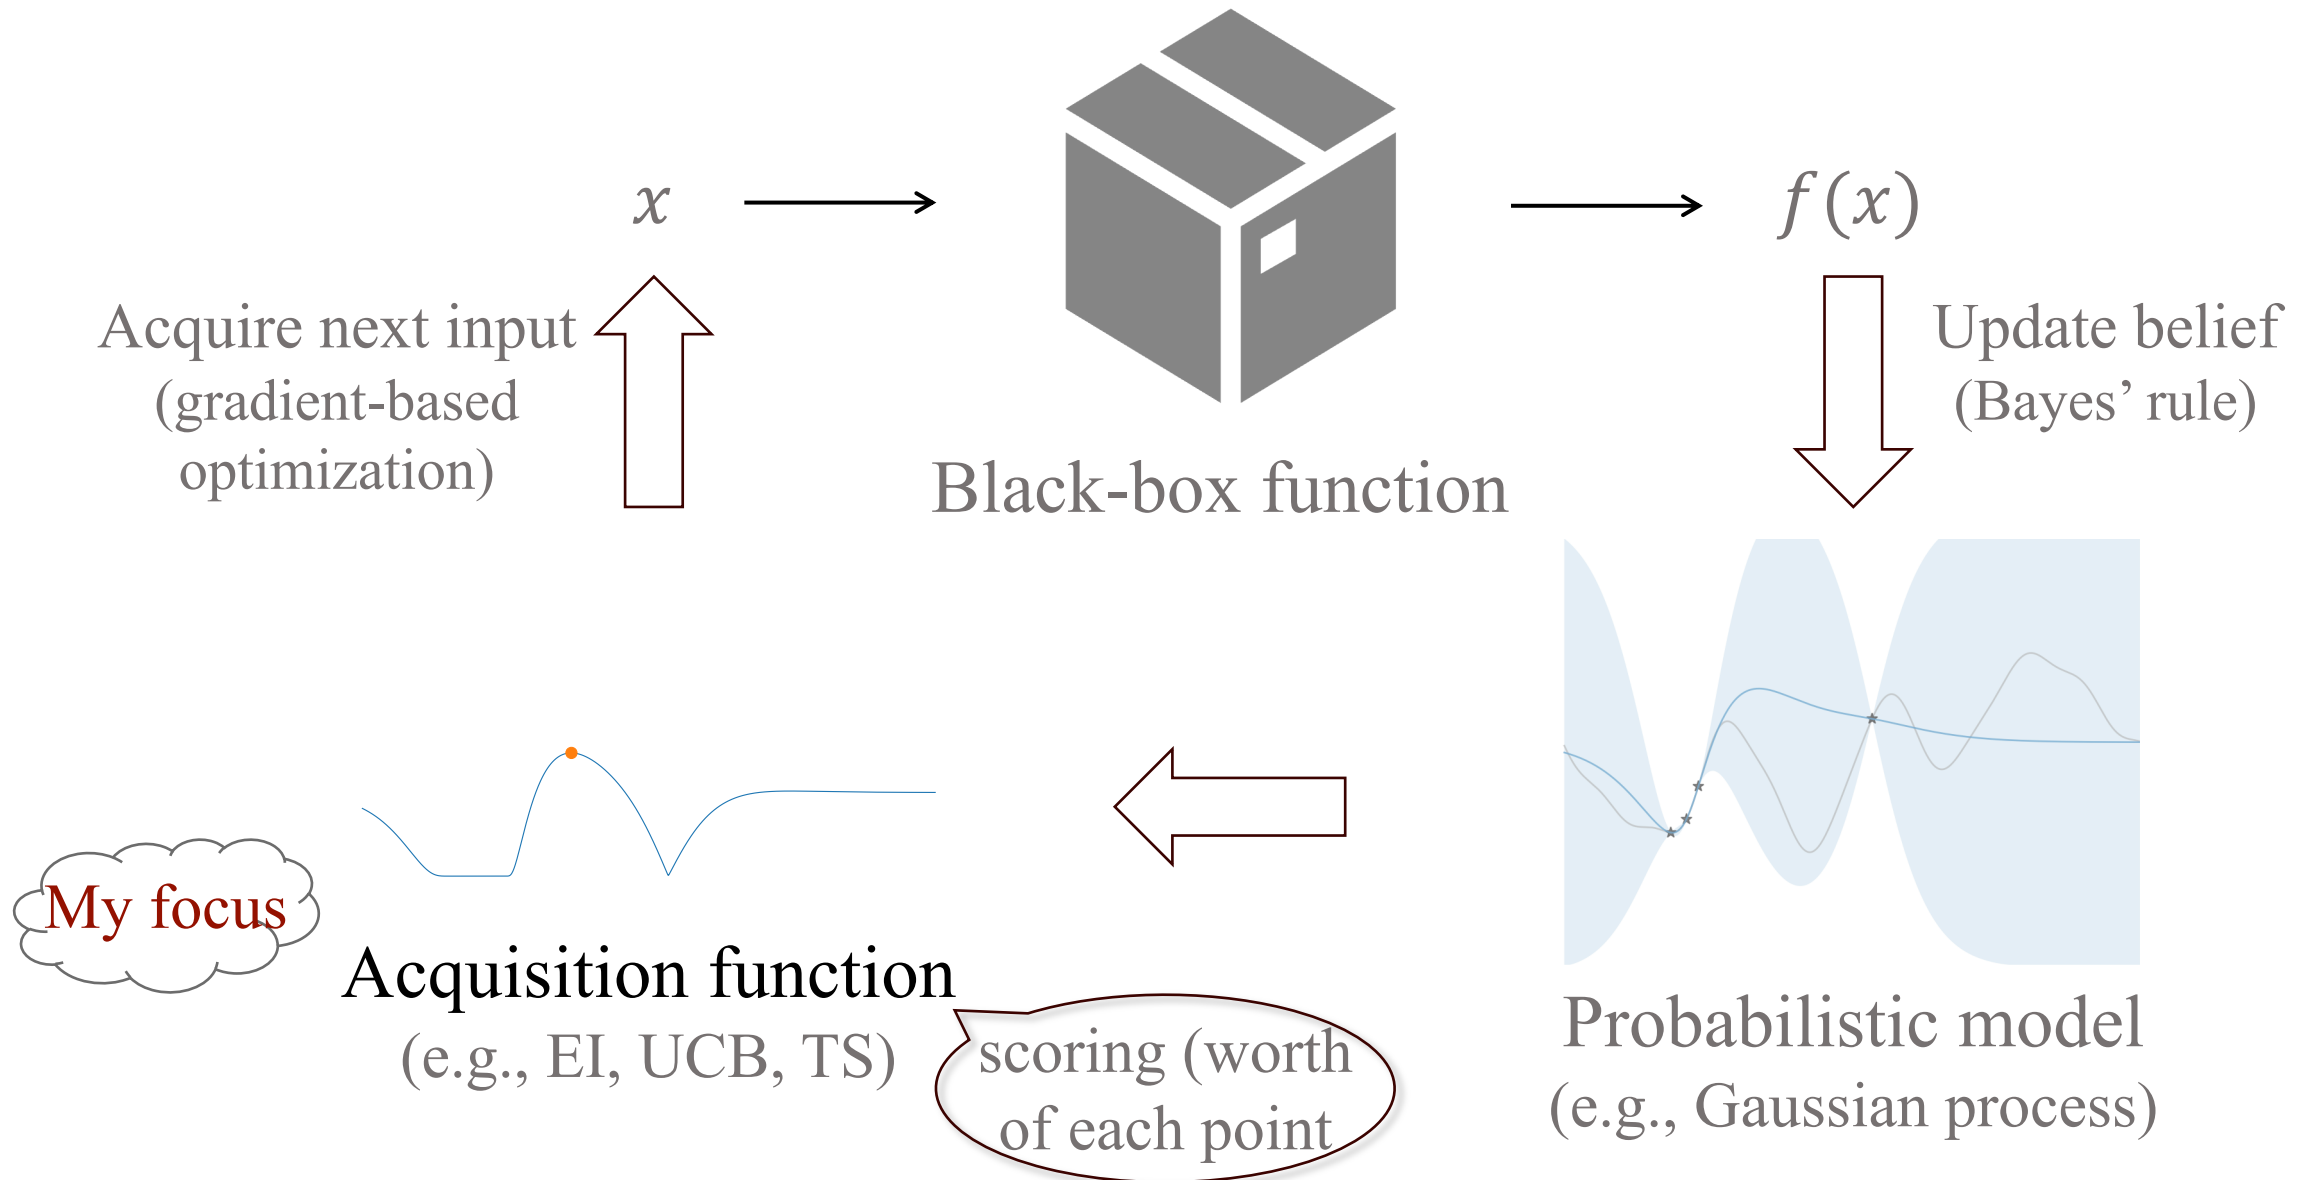 x
f(x)
Acquire next input
(gradient-based
optimization)
Black-box function
Update belief
(Bayes’ rule)
My focus
Acquisition function
(e.g., EI, UCB, TS)
scoring (worth
of each point
Probabilistic model
(e.g., Gaussian process)